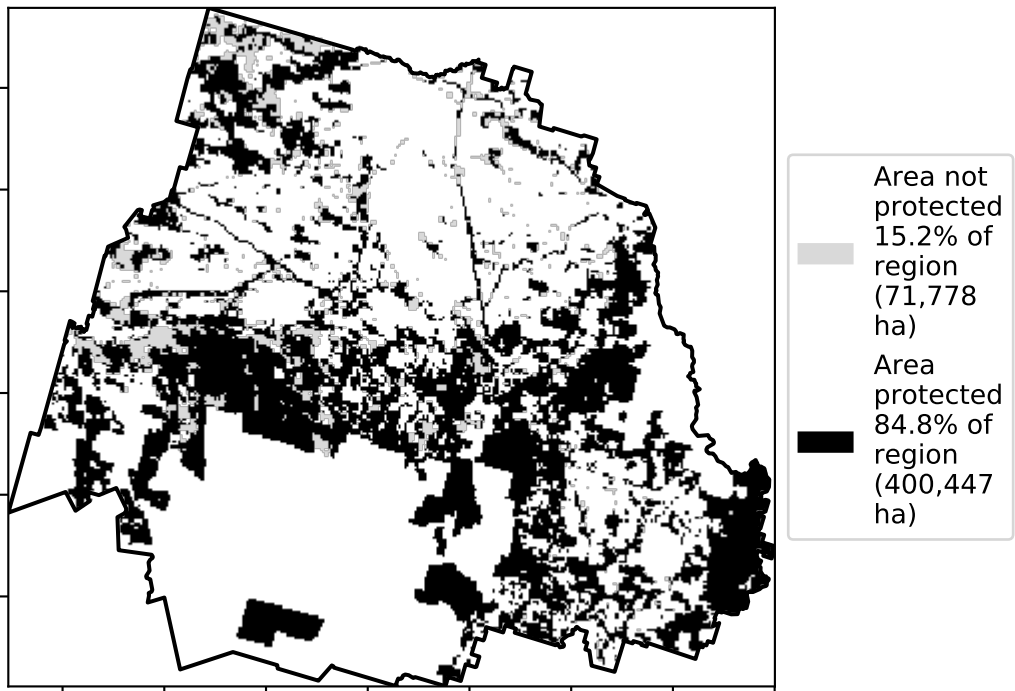 Area not
protected
15.2% of
region
(71,778
ha)
Area
protected
84.8% of
region
(400,447
ha)